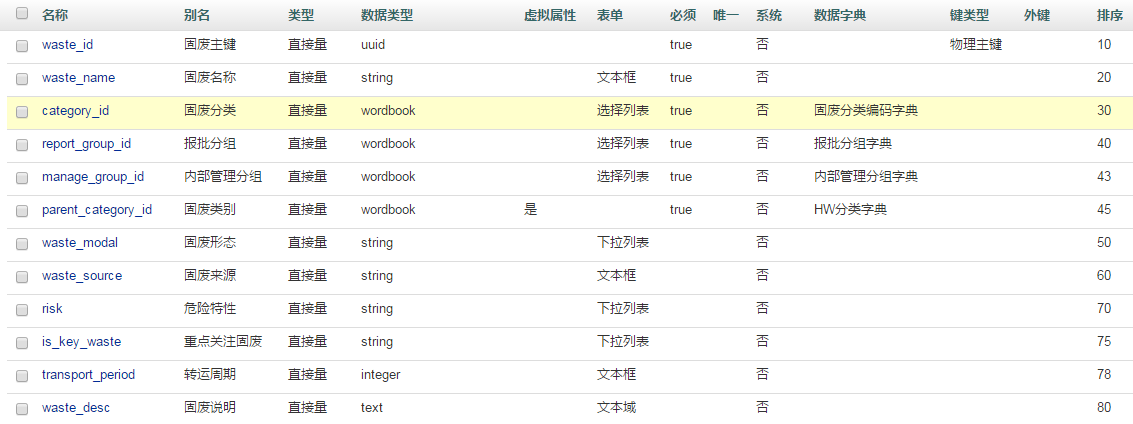 名称 别名 类型 数据类型 虚拟属性 表单 必须 唯一 系统 数据字典 键类型 外键 排序
waste_id 固废主键 直接量 uuid true 否 物理主键 10
waste_name 固废名称 直接量 string 文本框 true 否 20
category_id 固废分类 直接量 wordbook 选择列表 true 否 固废分类编码字典 30
report_group_id 报批分组 直接量 wordbook 选择列表 true 否 报批分组字典 40
manage_group_id 内部管理分组 直接量 wordbook 选择列表 true 否 内部管理分组字典 43
parent_category_id 固废类别 直接量 wordbook 是 true 否 HW分类字典 45
waste_modal 固废形态 直接量 string 下拉列表 否 50
waste_source 固废来源 直接量 string 文本框 否 60
risk 危险特性 直接量 string 下拉列表 否 70
is_key_waste 重点关注固废 直接量 string 下拉列表 否 75
transport_period 转运周期 直接量 integer 文本框 否 78
waste_desc 固废说明 直接量 text 文本域 否 80